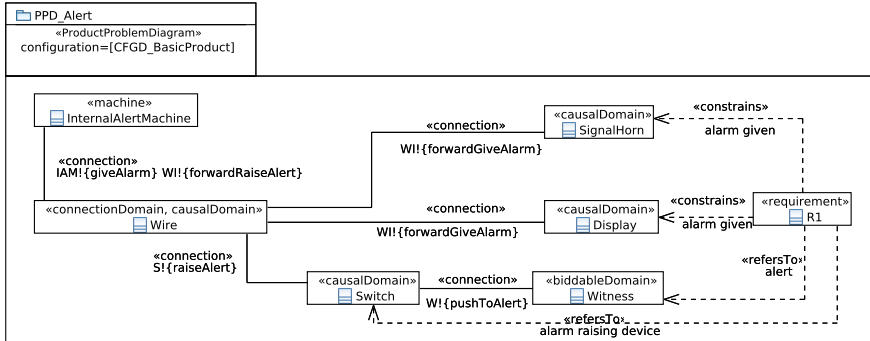 PPD_Alert
«ProductProblemDiagram»
configuration=[CFGD_BasicProduct]
«machine»
InternalAlertMachine
«connection»
IAM!{giveAlarm} WI!{forwardRaiseAlert}
«connection»
WI!{forwardGiveAlarm}
«causalDomain»
SignalHorn
«constrains»
alarm given
«connectionDomain, causalDomain»
Wire
«connection»
WI!{forwardGiveAlarm}
«causalDomain»
Display
«constrains»
alarm given
«requirement»
R1
«connection»
S!{raiseAlert}
«causalDomain»
Switch
«connection»
W!{pushToAlert}
«biddableDomain»
Witness
«refersTo»
alert
«refersTo»
alarm raising device